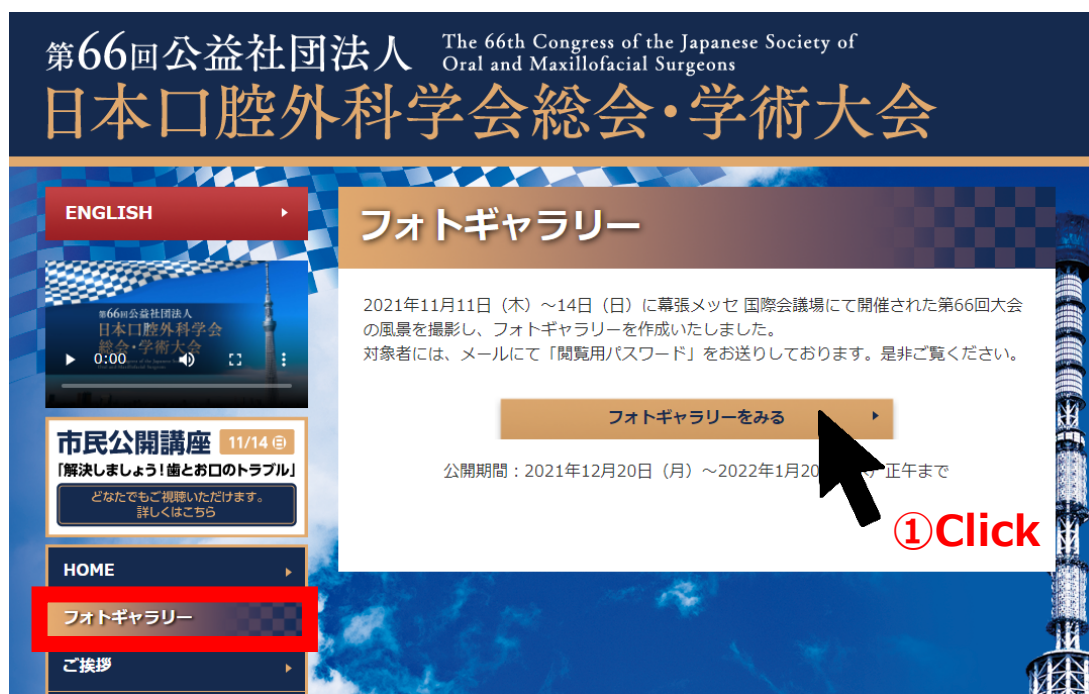 第66回公益社団法人
The 66th Congress of the Japanese Society of
Oral and Maxillofacial Surgeons
日本口腔外科学会総会・学術大会
ENGLISH
第66回公益社団法人
日本口腔外科学会
総会・学術大会
0:00
市民公開講座 11/14 日
「解決しましょう!歯とお口のトラブル」
どなたでもご視聴いただけます。
詳しくはこちら
HOME
フォトギャラリー
ご挨拶
フォトギャラリー
2021年11月11日(木)~14日(日)に幕張メッセ 国際会議場にて開催された第66回大会
の風景を撮影し、フォトギャラリーを作成いたしました。
対象者には、メールにて「閲覧用パスワード」をお送りしております。是非ご覧ください。
フォトギャラリーをみる
公開期間:2021年12月20日(月)~2022年1月20 正午まで
①Click